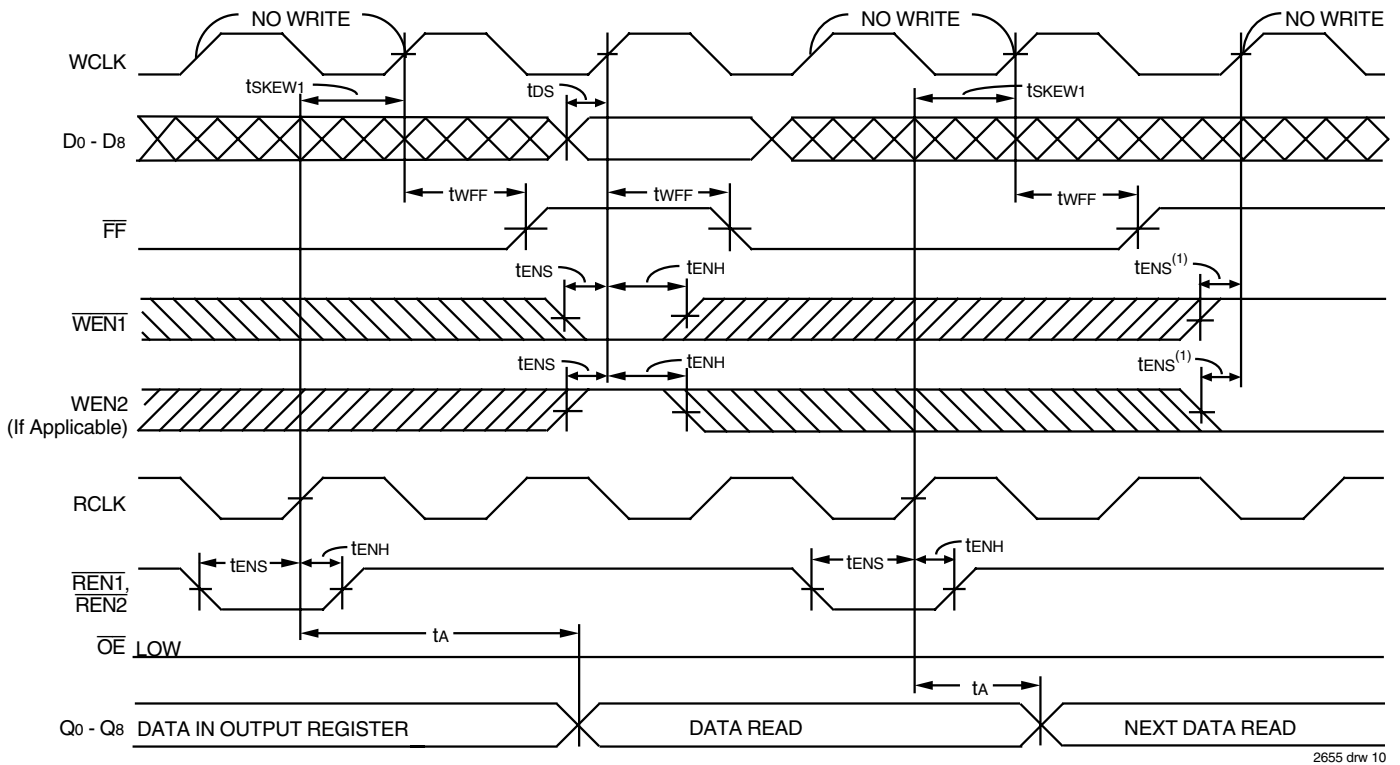 NO WRITE
NO WRITE
NO WRITE
WCLK
tSKEW1
tDS
tSKEW1
D0 - D8
tWFF
tWFF
tWFF
FF
tENS
tENH
tENS(1)
WEN1
tENS
tENH
tENS(1)
WEN2
(If Applicable)
RCLK
tENS
tENH
tENS
tENH
REN1,
REN2
tA
OE
LOW
tA
Q0 - Q8
DATA IN OUTPUT REGISTER
DATA READ
NEXT DATA READ
2655 drw 10